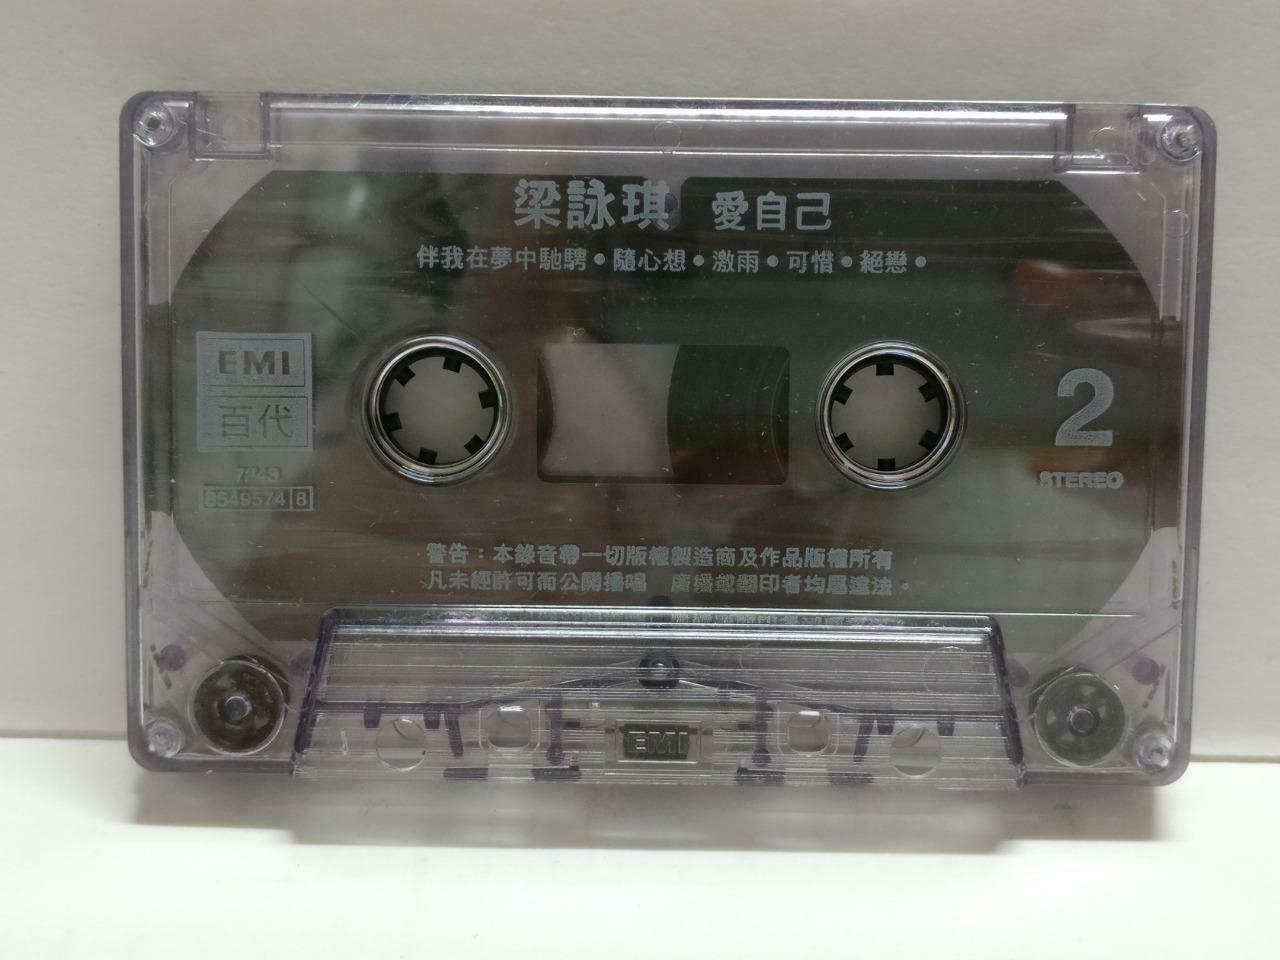 梁詠琪 愛自己
伴我在夢中馳騁•隨心想•激雨•可惜•絕戀•
EMI
百代
2
STEREO
8549574 8
警告：本錄音帶一切版權製造商及作品版權所有
凡未經許可而公開播唱 廣播或翻印者均屬違法。
EMI